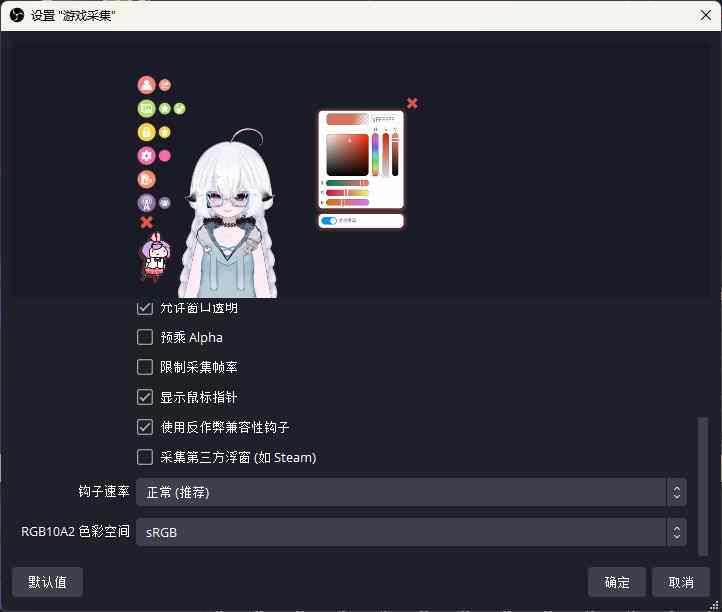 设置 "游戏采集"
FFFFFF
允许窗口透明
预乘 Alpha
限制采集帧率
显示鼠标指针
使用反作弊兼容性钩子
采集第三方浮窗 (如 Steam)
钩子速率
正常 (推荐)
RGB10A2 色彩空间
sRGB
默认值
确定
取消